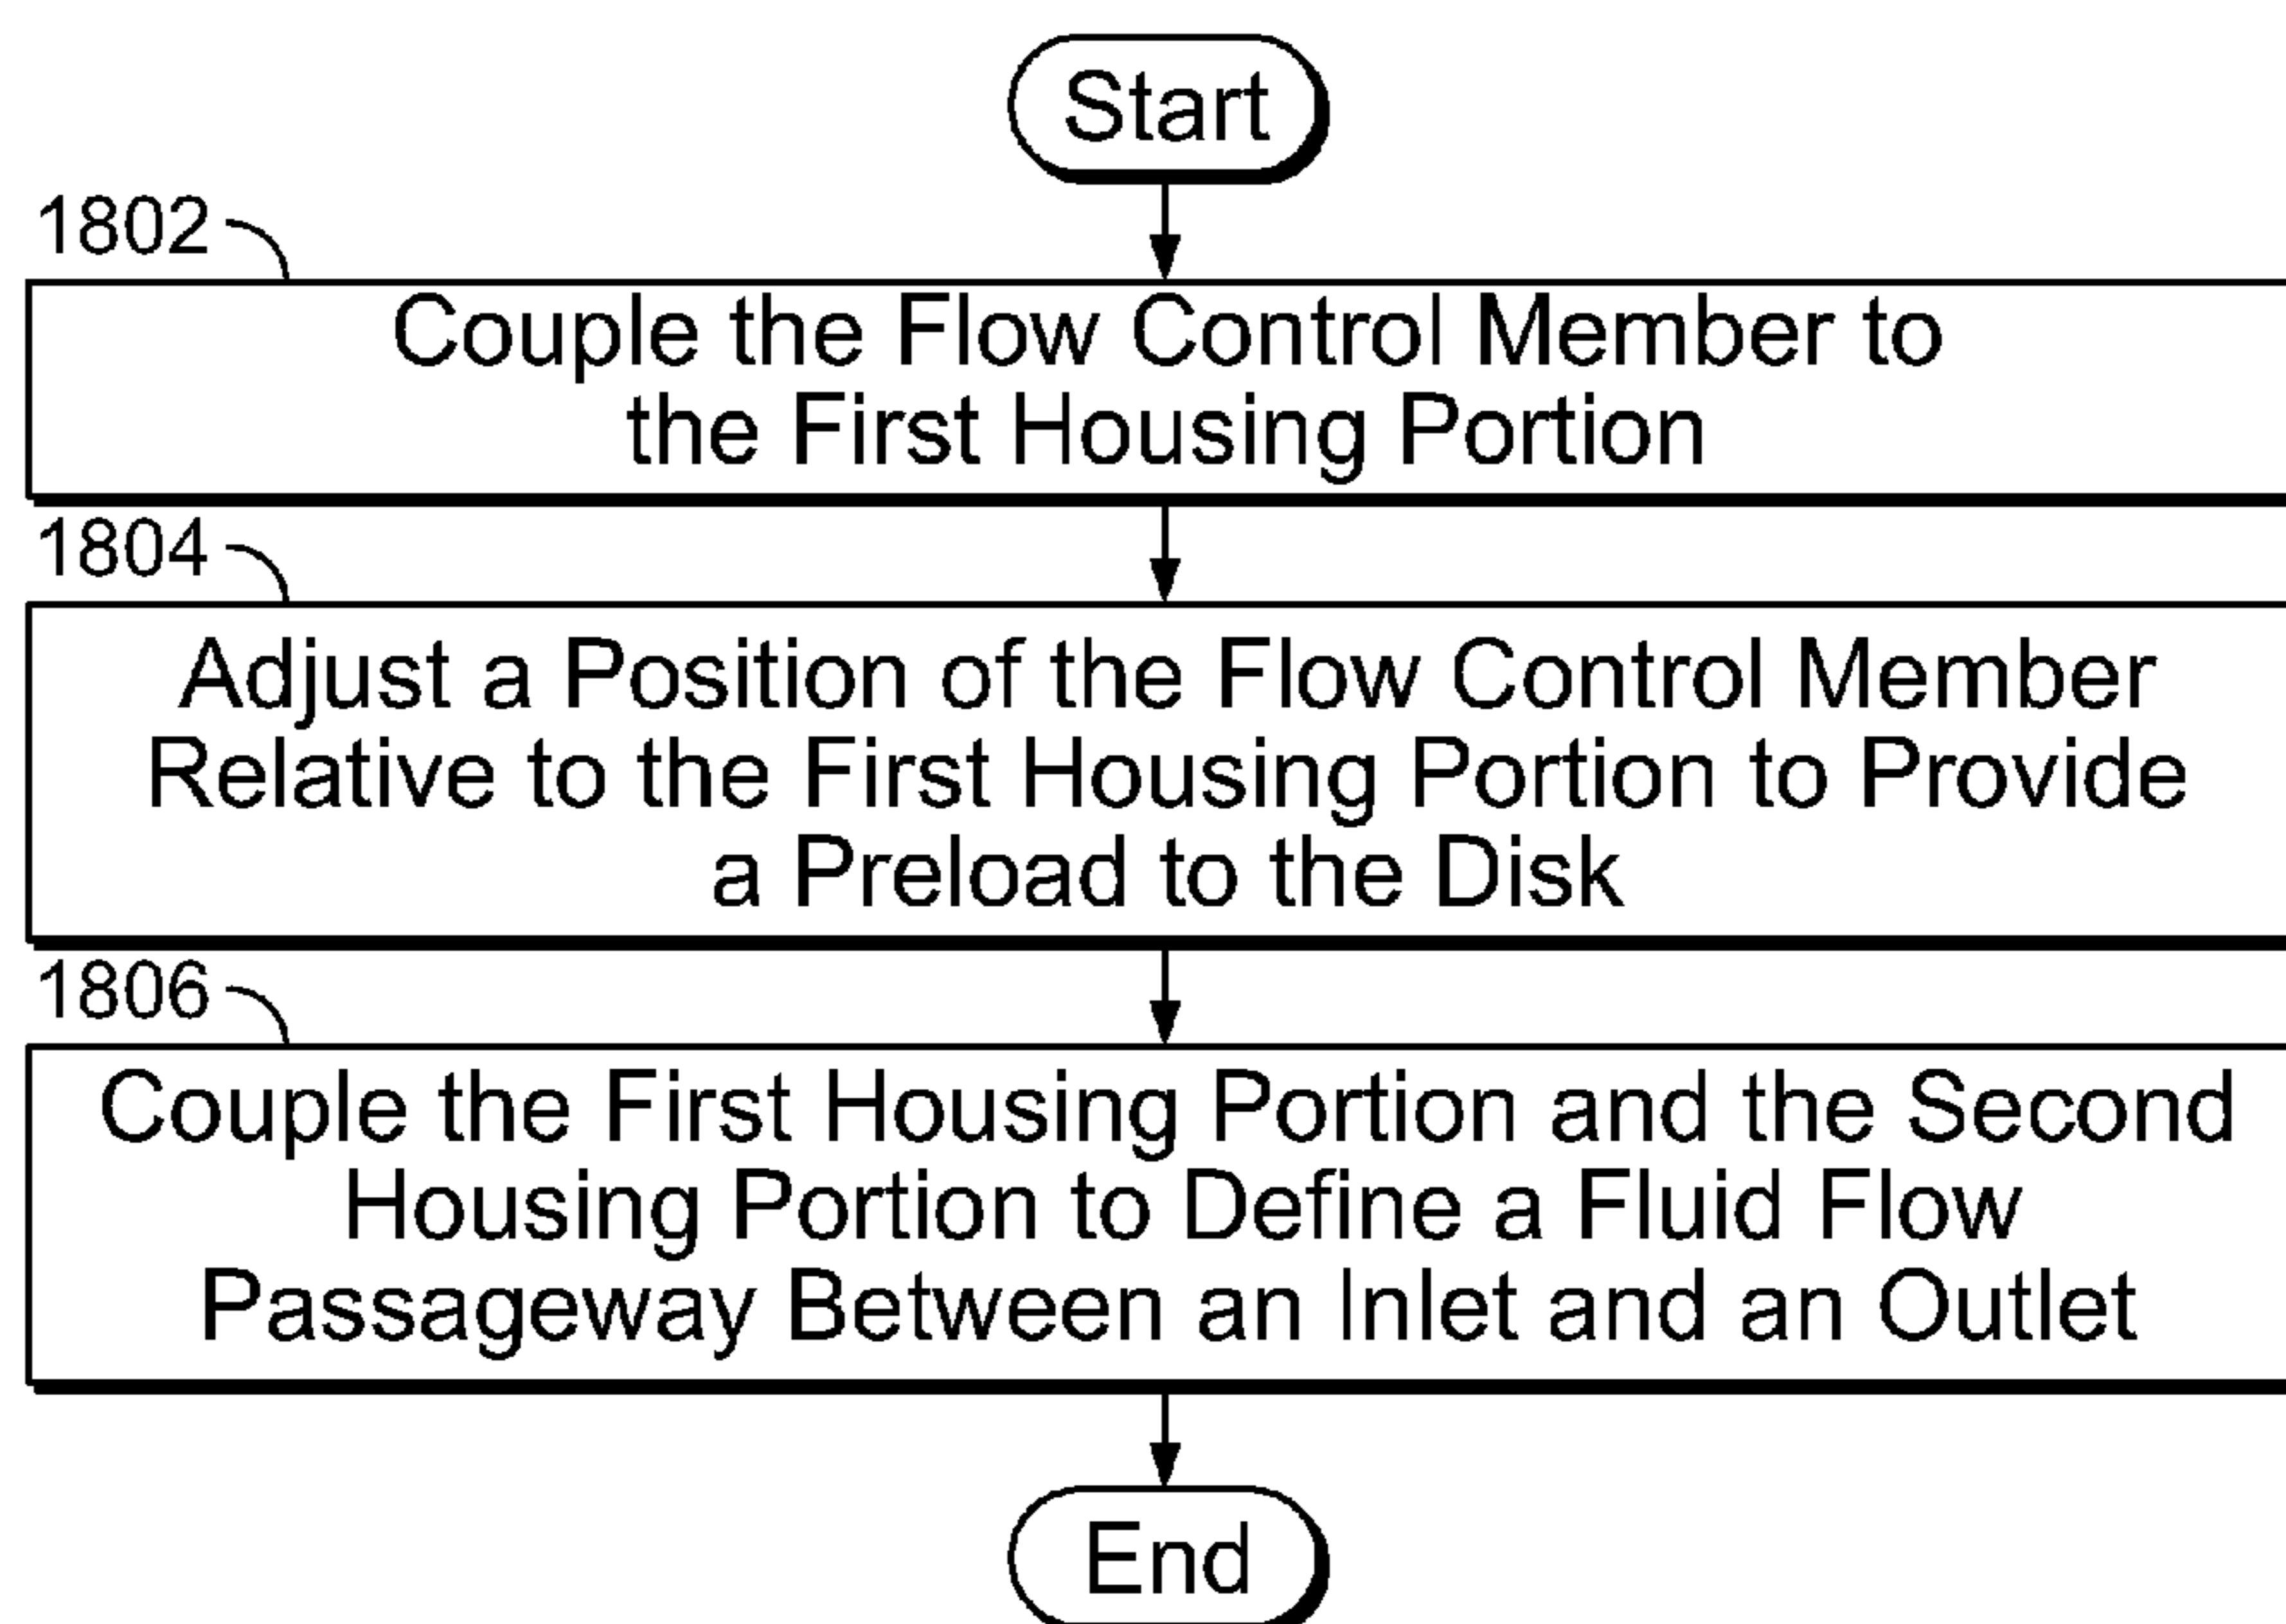 Start
1802
Couple the Flow Control Member to
the First Housing Portion
1804
Adjust a Position of the Flow Control Member
Relative to the First Housing Portion to Provide
a Preload to the Disk
1806
Couple the First Housing Portion and the Second
Housing Portion to Define a Fluid Flow
Passageway Between an Inlet and an Outlet
End